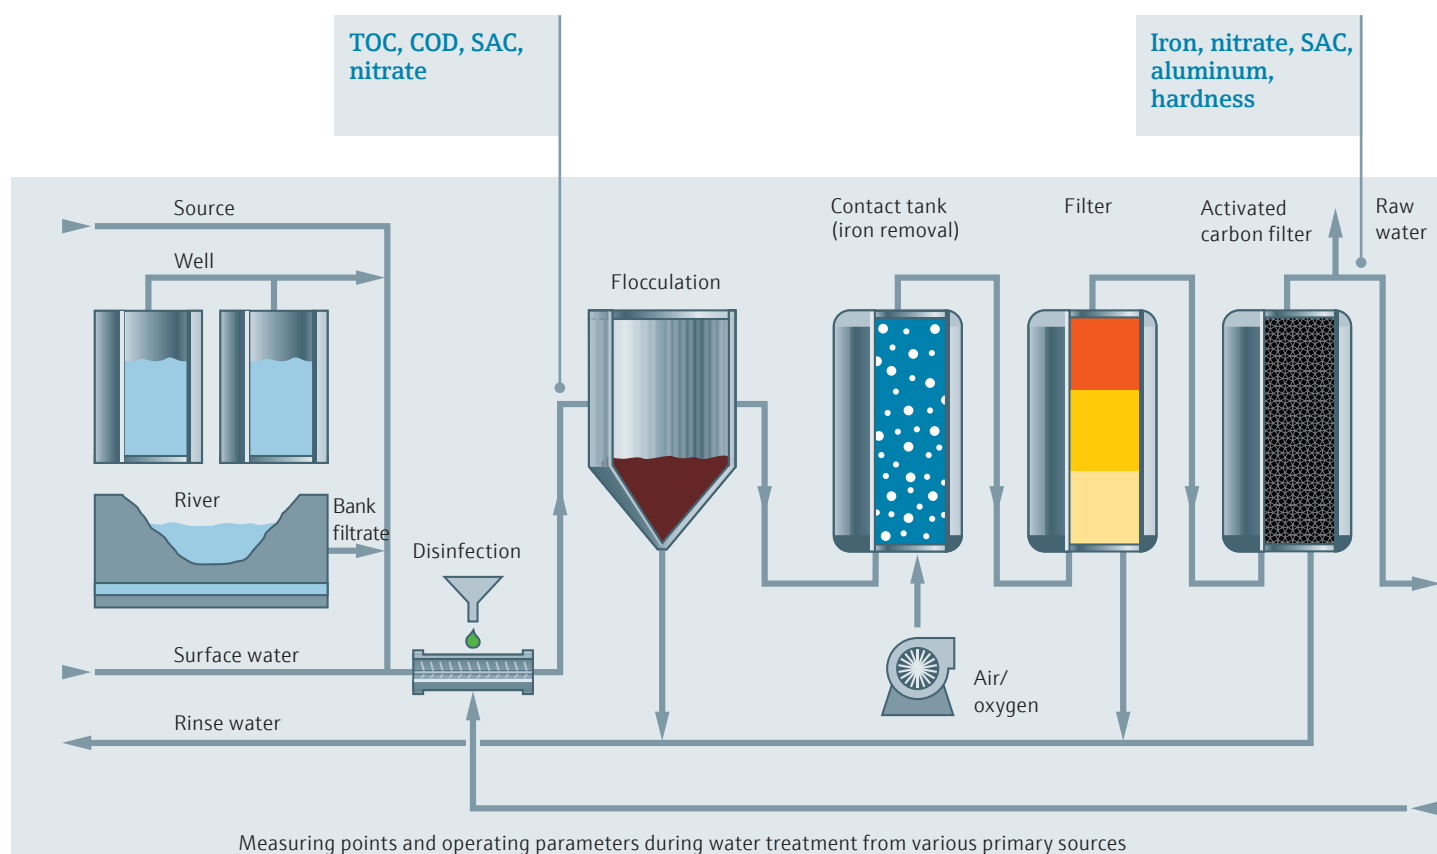 TOC, COD, SAC,
nitrate
Iron, nitrate, SAC,
aluminum,
hardness
Source
Well
River
Bank
filtrate
Surface water
Rinse water
Disinfection
Flocculation
Contact tank
(iron removal)
Air/
oxygen
Filter
Activated
carbon filter
Raw
water
Measuring points and operating parameters during water treatment from various primary sources